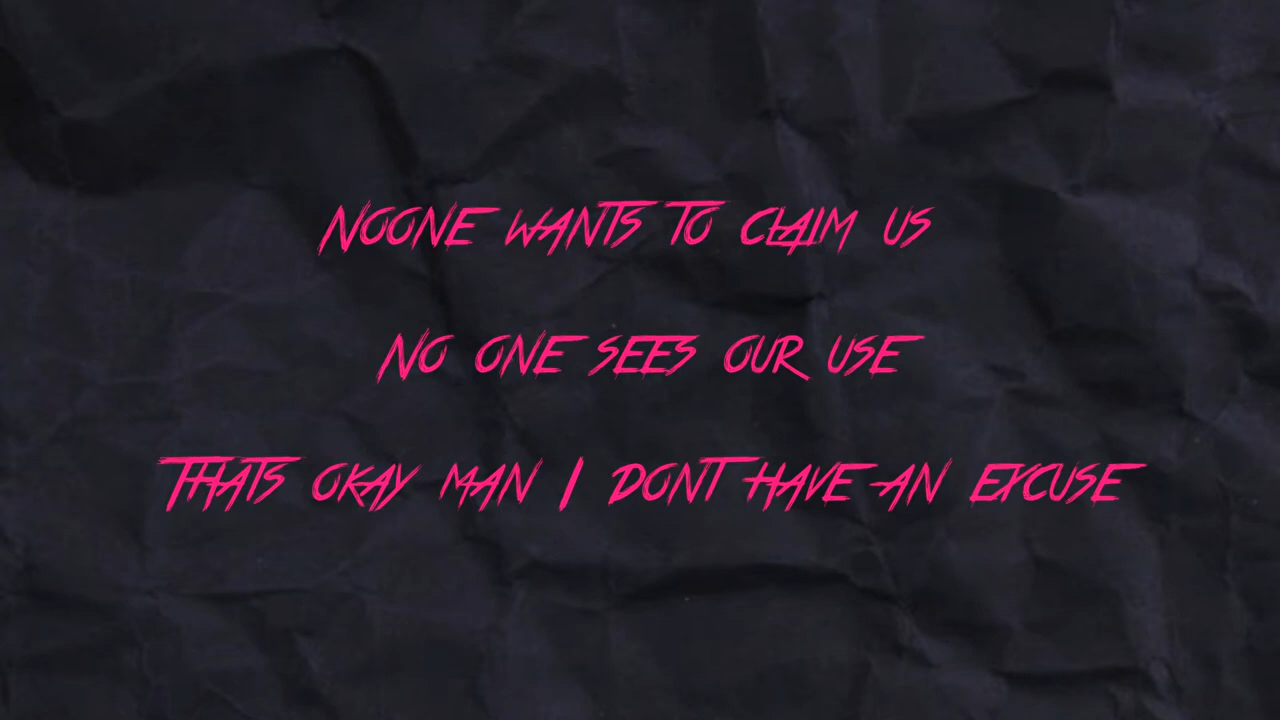 NOONE WANTS TO CLAIM US
NO ONE SEES OUR USE
THATS OKAY MAN I DONT HAVE AN EXCUSE